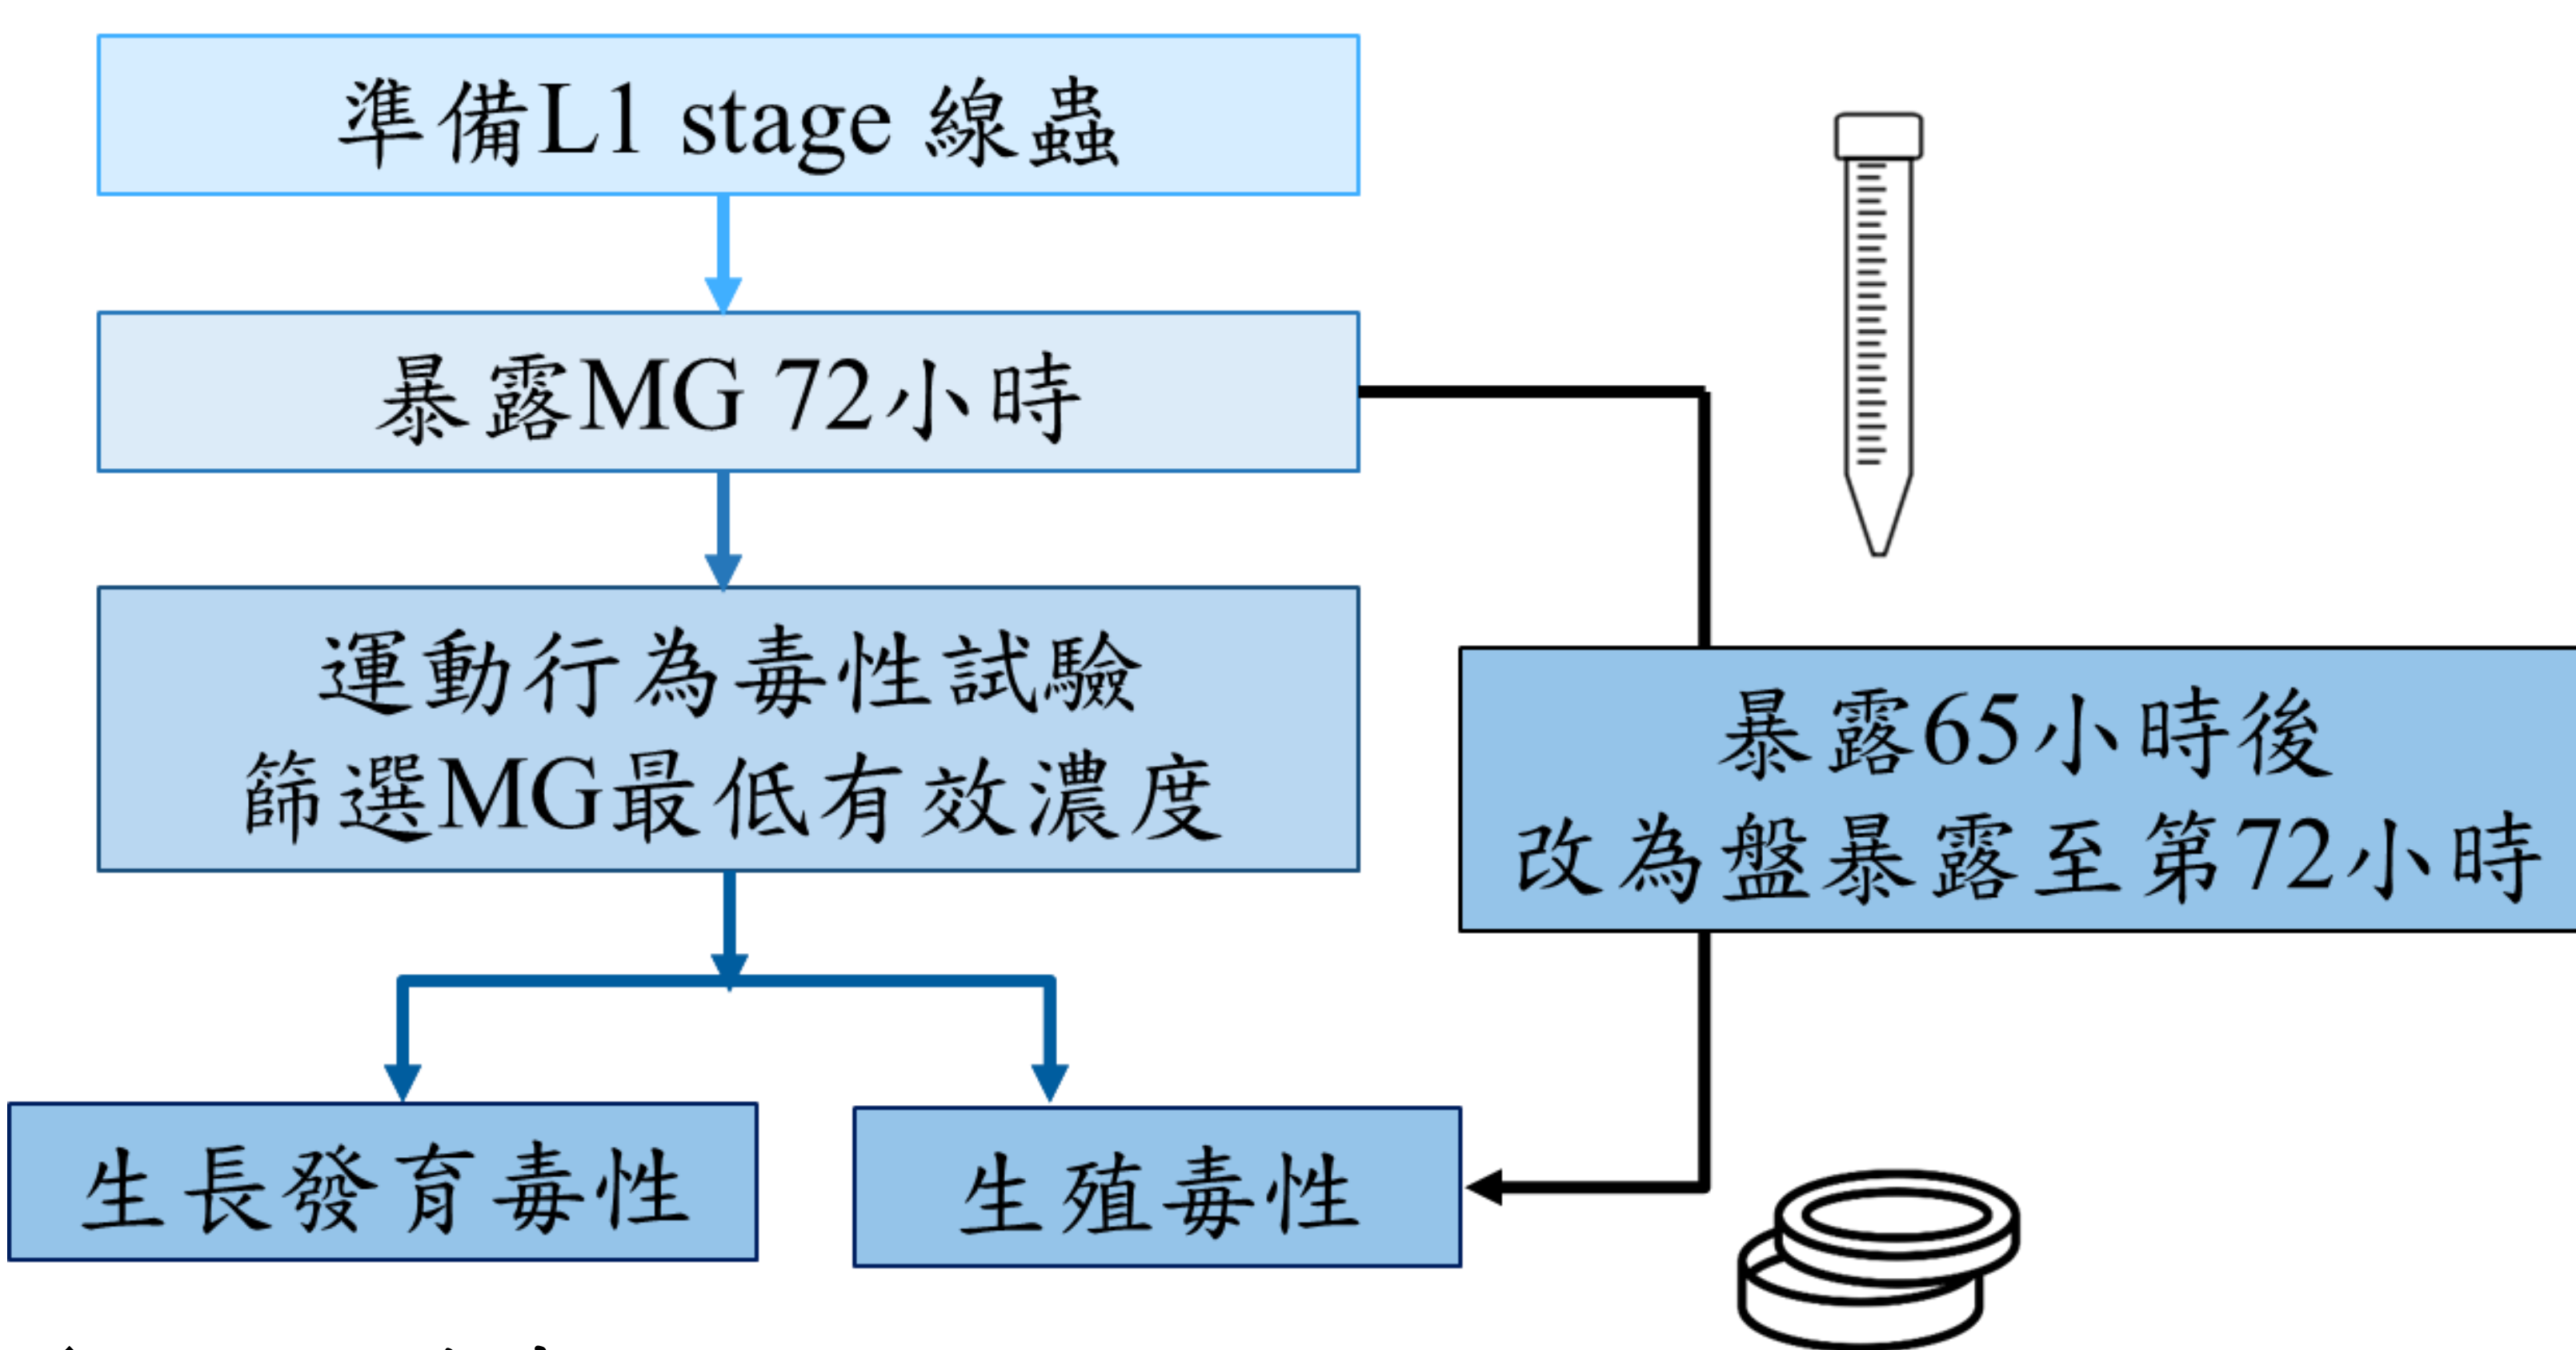 準備L1 stage 線蟲
暴露MG 72小時
運動行為毒性試驗
篩選MG最低有效濃度
暴露65小時後
改為盤暴露至第72小時
生長發育毒性
生殖毒性